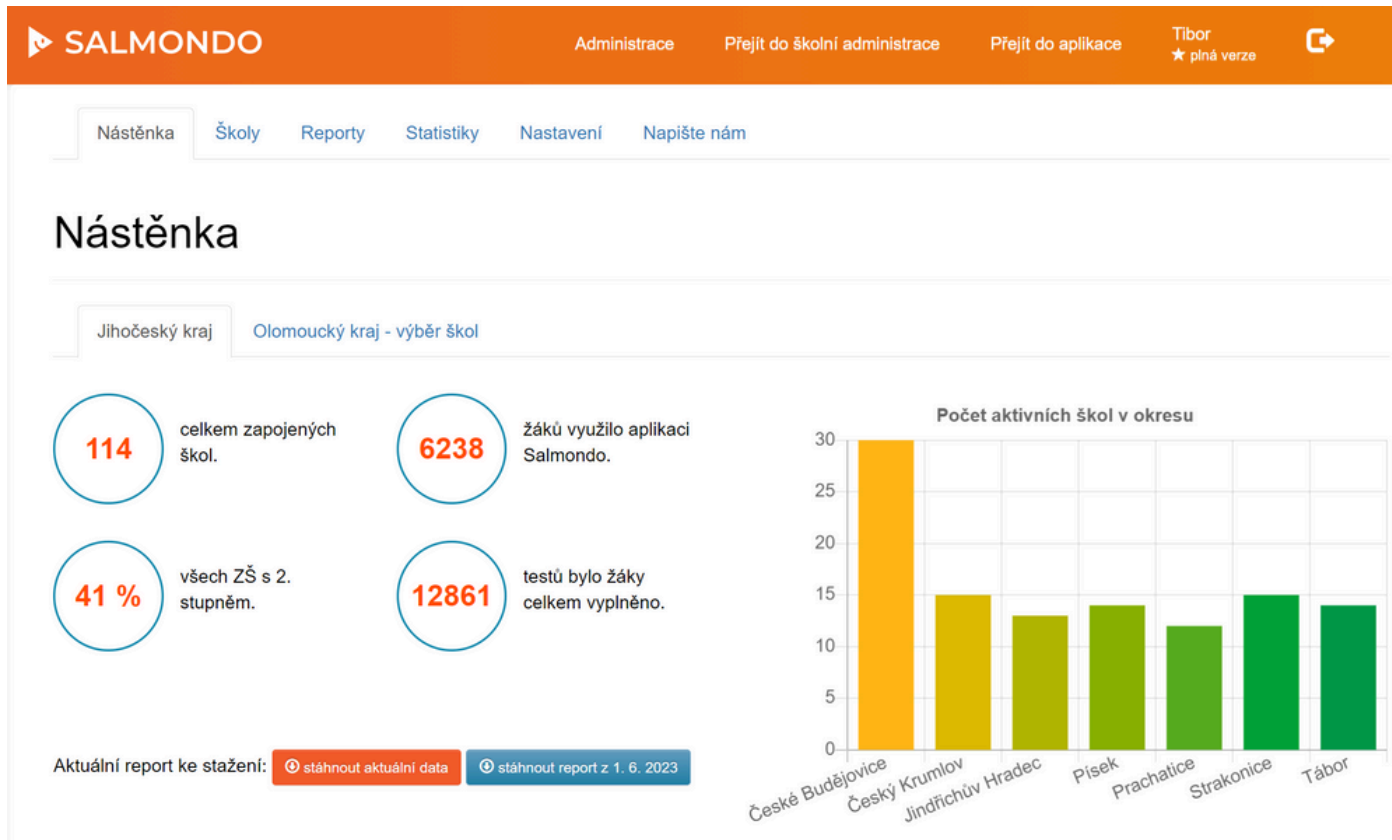 SALMONDO
Administrace
Přejít do školní administrace
Přejít do aplikace
Tibor
★ plná verze
Nástěnka
Školy
Reporty
Statistiky
Nastavení
Napište nám
Nástěnka
Jihočeský kraj
Olomoucký kraj - výběr škol
114
celkem zapojených
škol.
6238
žáků využilo aplikaci
Salmondo.
41 %
všech ZŠ s 2.
stupněm.
12861
testů bylo žáky
celkem vyplněno.
Aktuální report ke stažení:
stáhnout aktuální data
stáhnout report z 1. 6. 2023
Počet aktivních škol v okresu
30
25
20
15
10
5
0
České Budějovice
Český Krumlov
Jindřichův Hradec
Písek
Prachatice
Strakonice
Tábor